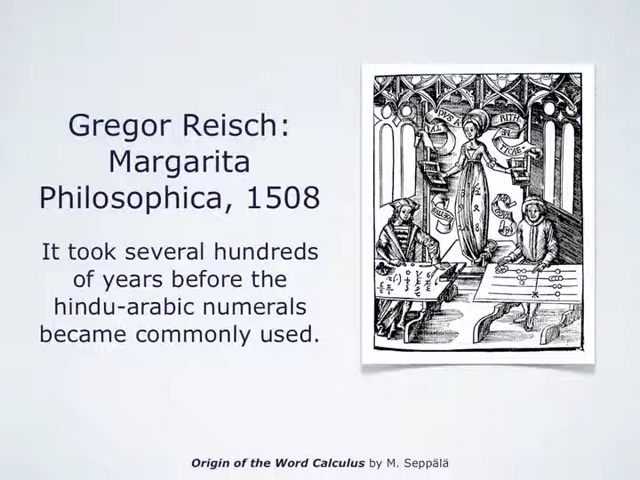 Gregor Reisch:
Margarita
Philosophica, 1508
It took several hundreds
of years before the
hindu-arabic numerals
became commonly used.
Origin of the Word Calculus by M. Seppälä